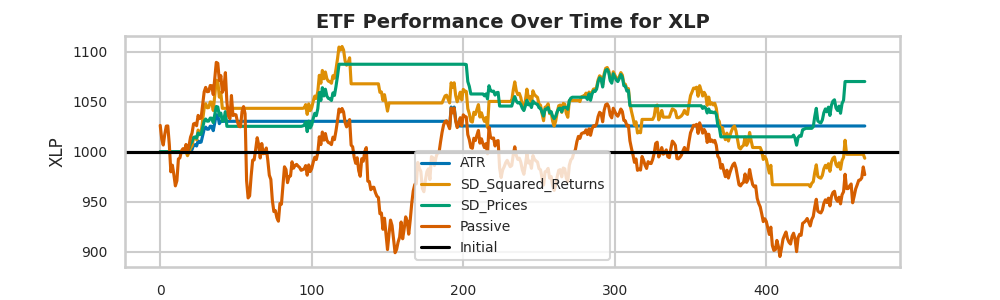 ETF Performance Over Time for XLP
XLP
1100
1050
1000
950
900
ATR
SD_Squared_Returns
SD_Prices
Passive
Initial
0 100 200 300 400